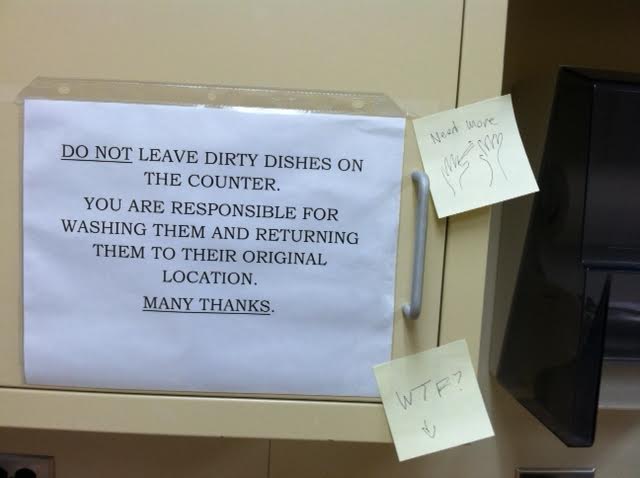 DO NOT LEAVE DIRTY DISHES ON
THE COUNTER.
YOU ARE RESPONSIBLE FOR
WASHING THEM AND RETURNING
THEM TO THEIR ORIGINAL
LOCATION.
MANY THANKS.
Need more
WTF?